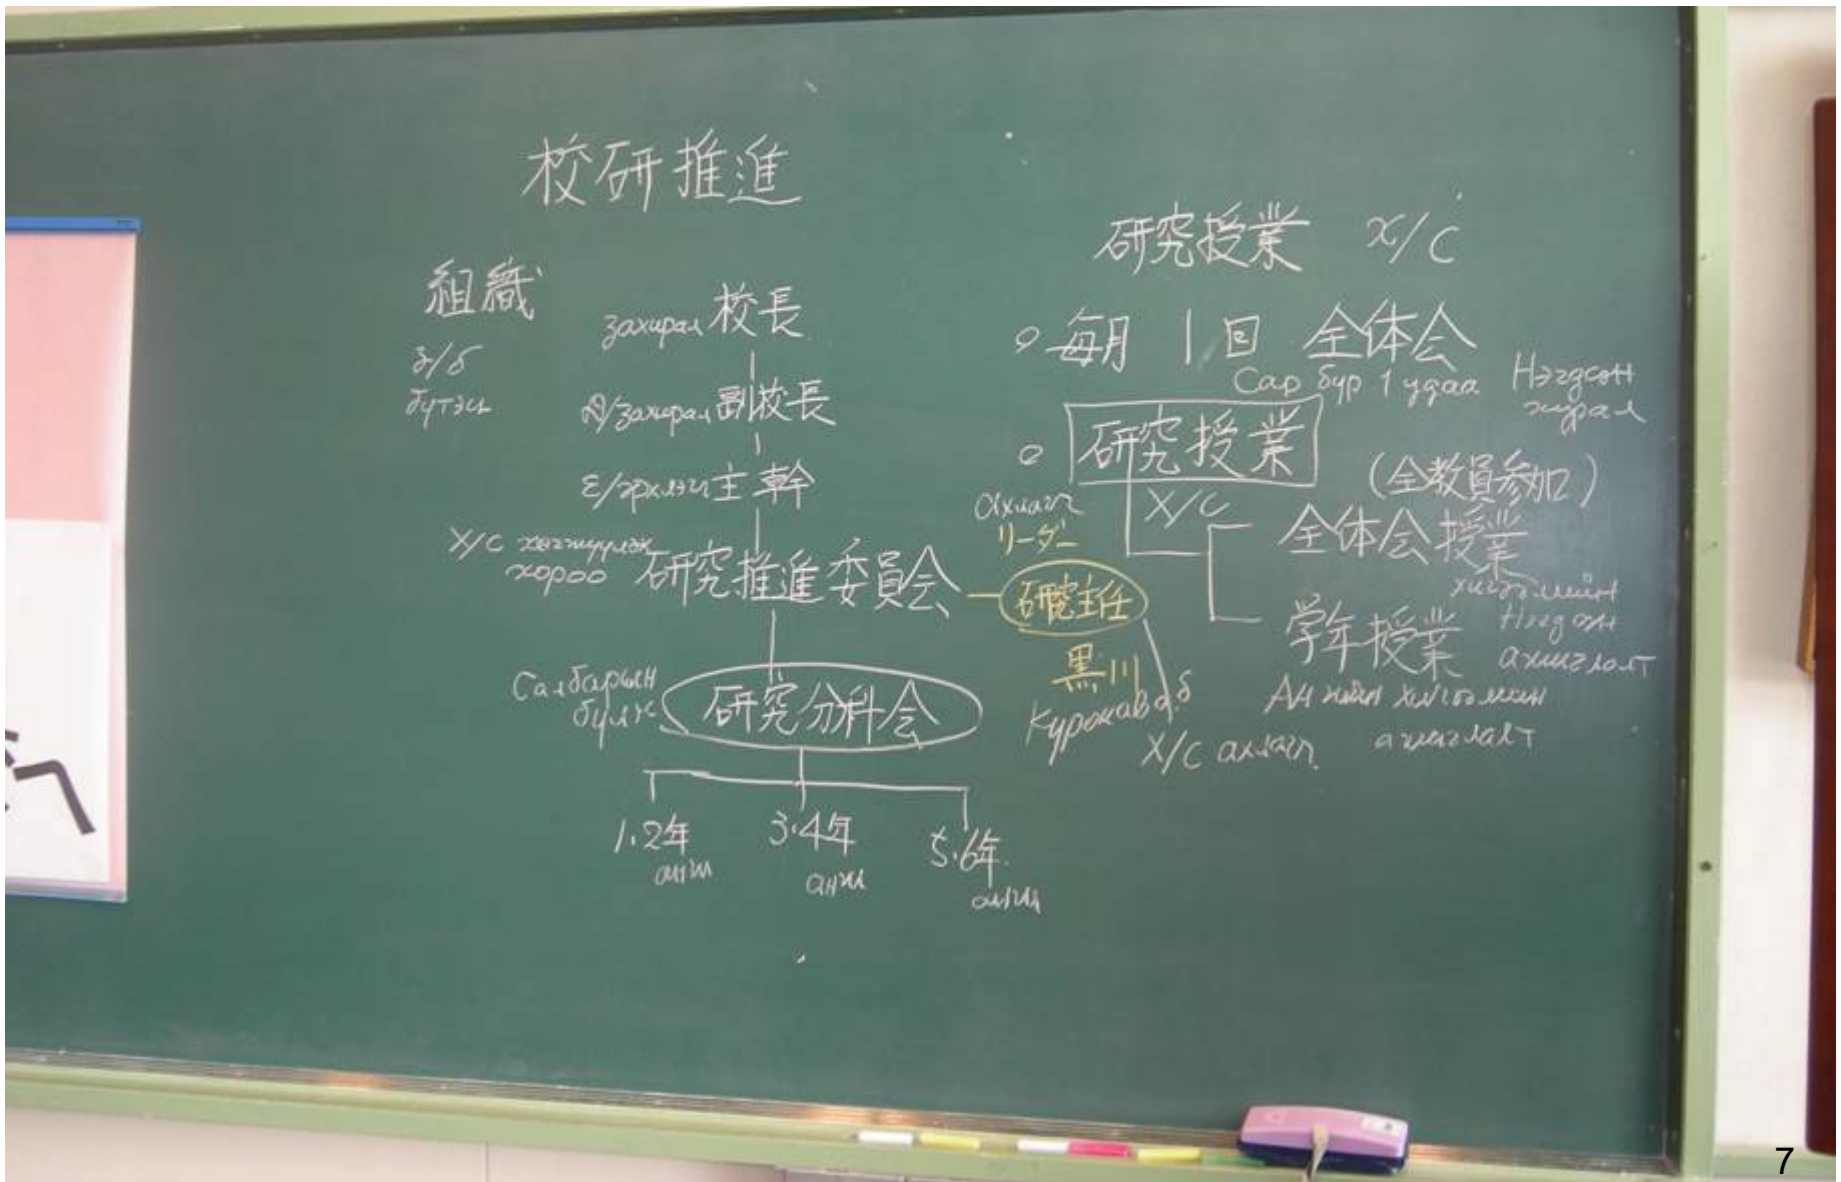 校研推進
組織
з/б
бүтэц
захирал 校長
д/захирал 副校長
Е/эрхлэгч 主幹
Х/С хөгжүүлэх
хороо 研究推進委員会
Салбарын
бүлж 研究分科会
1.2年
анги
3.4年
анги
5.6年.
анги
ахлагч
リーダー
研究主任
黒川
Курокава б
Х/С ахлагч
研究授業 х/с
毎月 1回 全体会
Сар бүр 1 удаа Нэгдсэн
хурал
研究授業
(全教員参加)
Х/С
全体会授業
хичээлийн
Нэгдсэн
ажиглалт
学年授業
Ангийн хичээлийн
ажиглалт
7